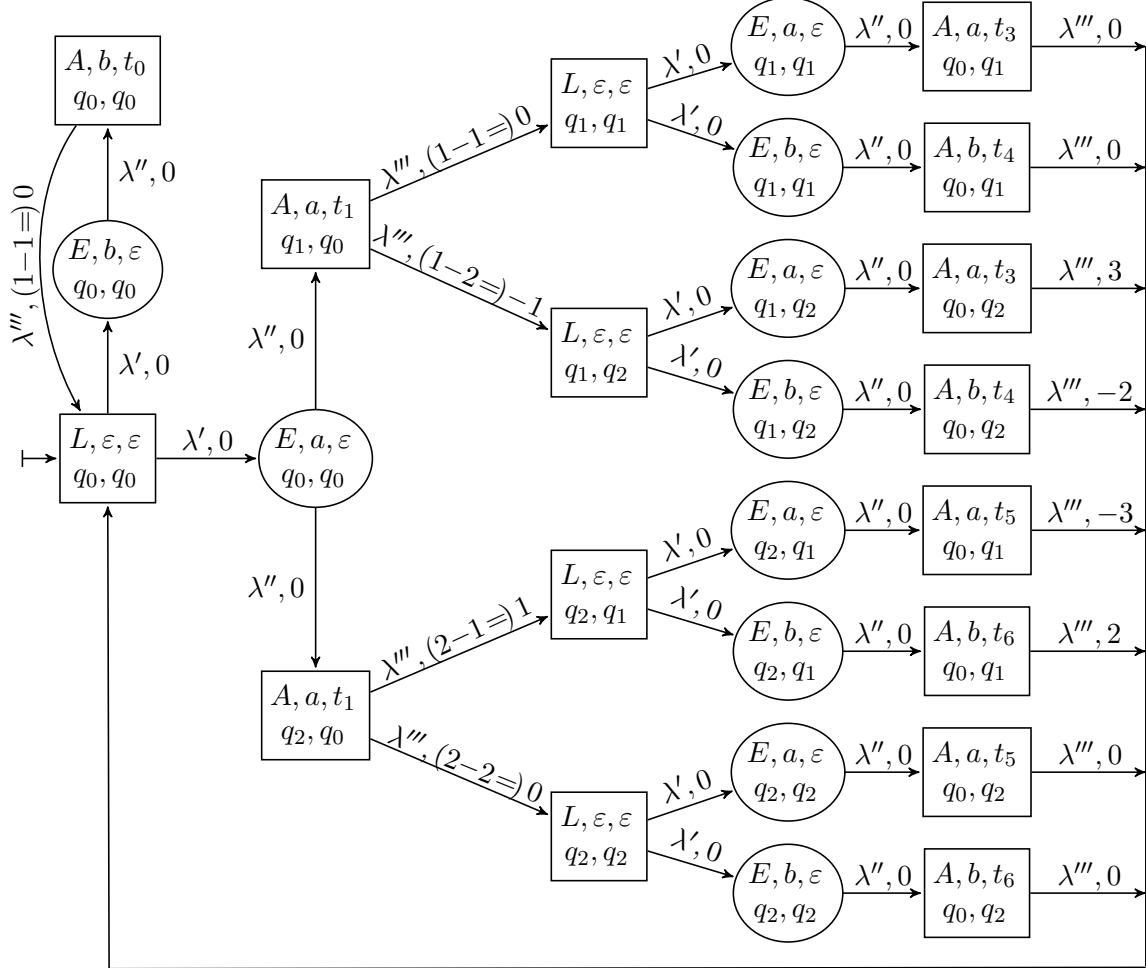 A, b, t₀
q₀, q₀
λ′′, 0
λ′′′, (1−1=) 0
E, b, ε
q₀, q₀
λ′, 0
L, ε, ε
q₀, q₀
λ′, 0
E, a, ε
q₀, q₀
λ′′, 0
λ′′, 0
A, a, t₁
q₁, q₀
A, a, t₁
q₂, q₀
λ′′′, (1−1=) 0
λ′′′, (1−2=)−1
λ′′′, (2−1=) 1
λ′′′, (2−2=) 0
L, ε, ε
q₁, q₁
λ′, 0
λ′, 0
E, a, ε
q₁, q₁
λ′′, 0
A, a, t₃
q₀, q₁
λ′′′, 0
E, b, ε
q₁, q₁
λ′′, 0
A, b, t₄
q₀, q₁
λ′′′, 0
L, ε, ε
q₁, q₂
λ′, 0
λ′, 0
E, a, ε
q₁, q₂
λ′′, 0
A, a, t₃
q₀, q₂
λ′′′, 3
E, b, ε
q₁, q₂
λ′′, 0
A, b, t₄
q₀, q₂
λ′′′, −2
L, ε, ε
q₂, q₁
λ′, 0
λ′, 0
E, a, ε
q₂, q₁
λ′′, 0
A, a, t₅
q₀, q₁
λ′′′, −3
E, b, ε
q₂, q₁
λ′′, 0
A, b, t₆
q₀, q₁
λ′′′, 2
L, ε, ε
q₂, q₂
λ′, 0
λ′, 0
E, a, ε
q₂, q₂
λ′′, 0
A, a, t₅
q₀, q₂
λ′′′, 0
E, b, ε
q₂, q₂
λ′′, 0
A, b, t₆
q₀, q₂
λ′′′, 0